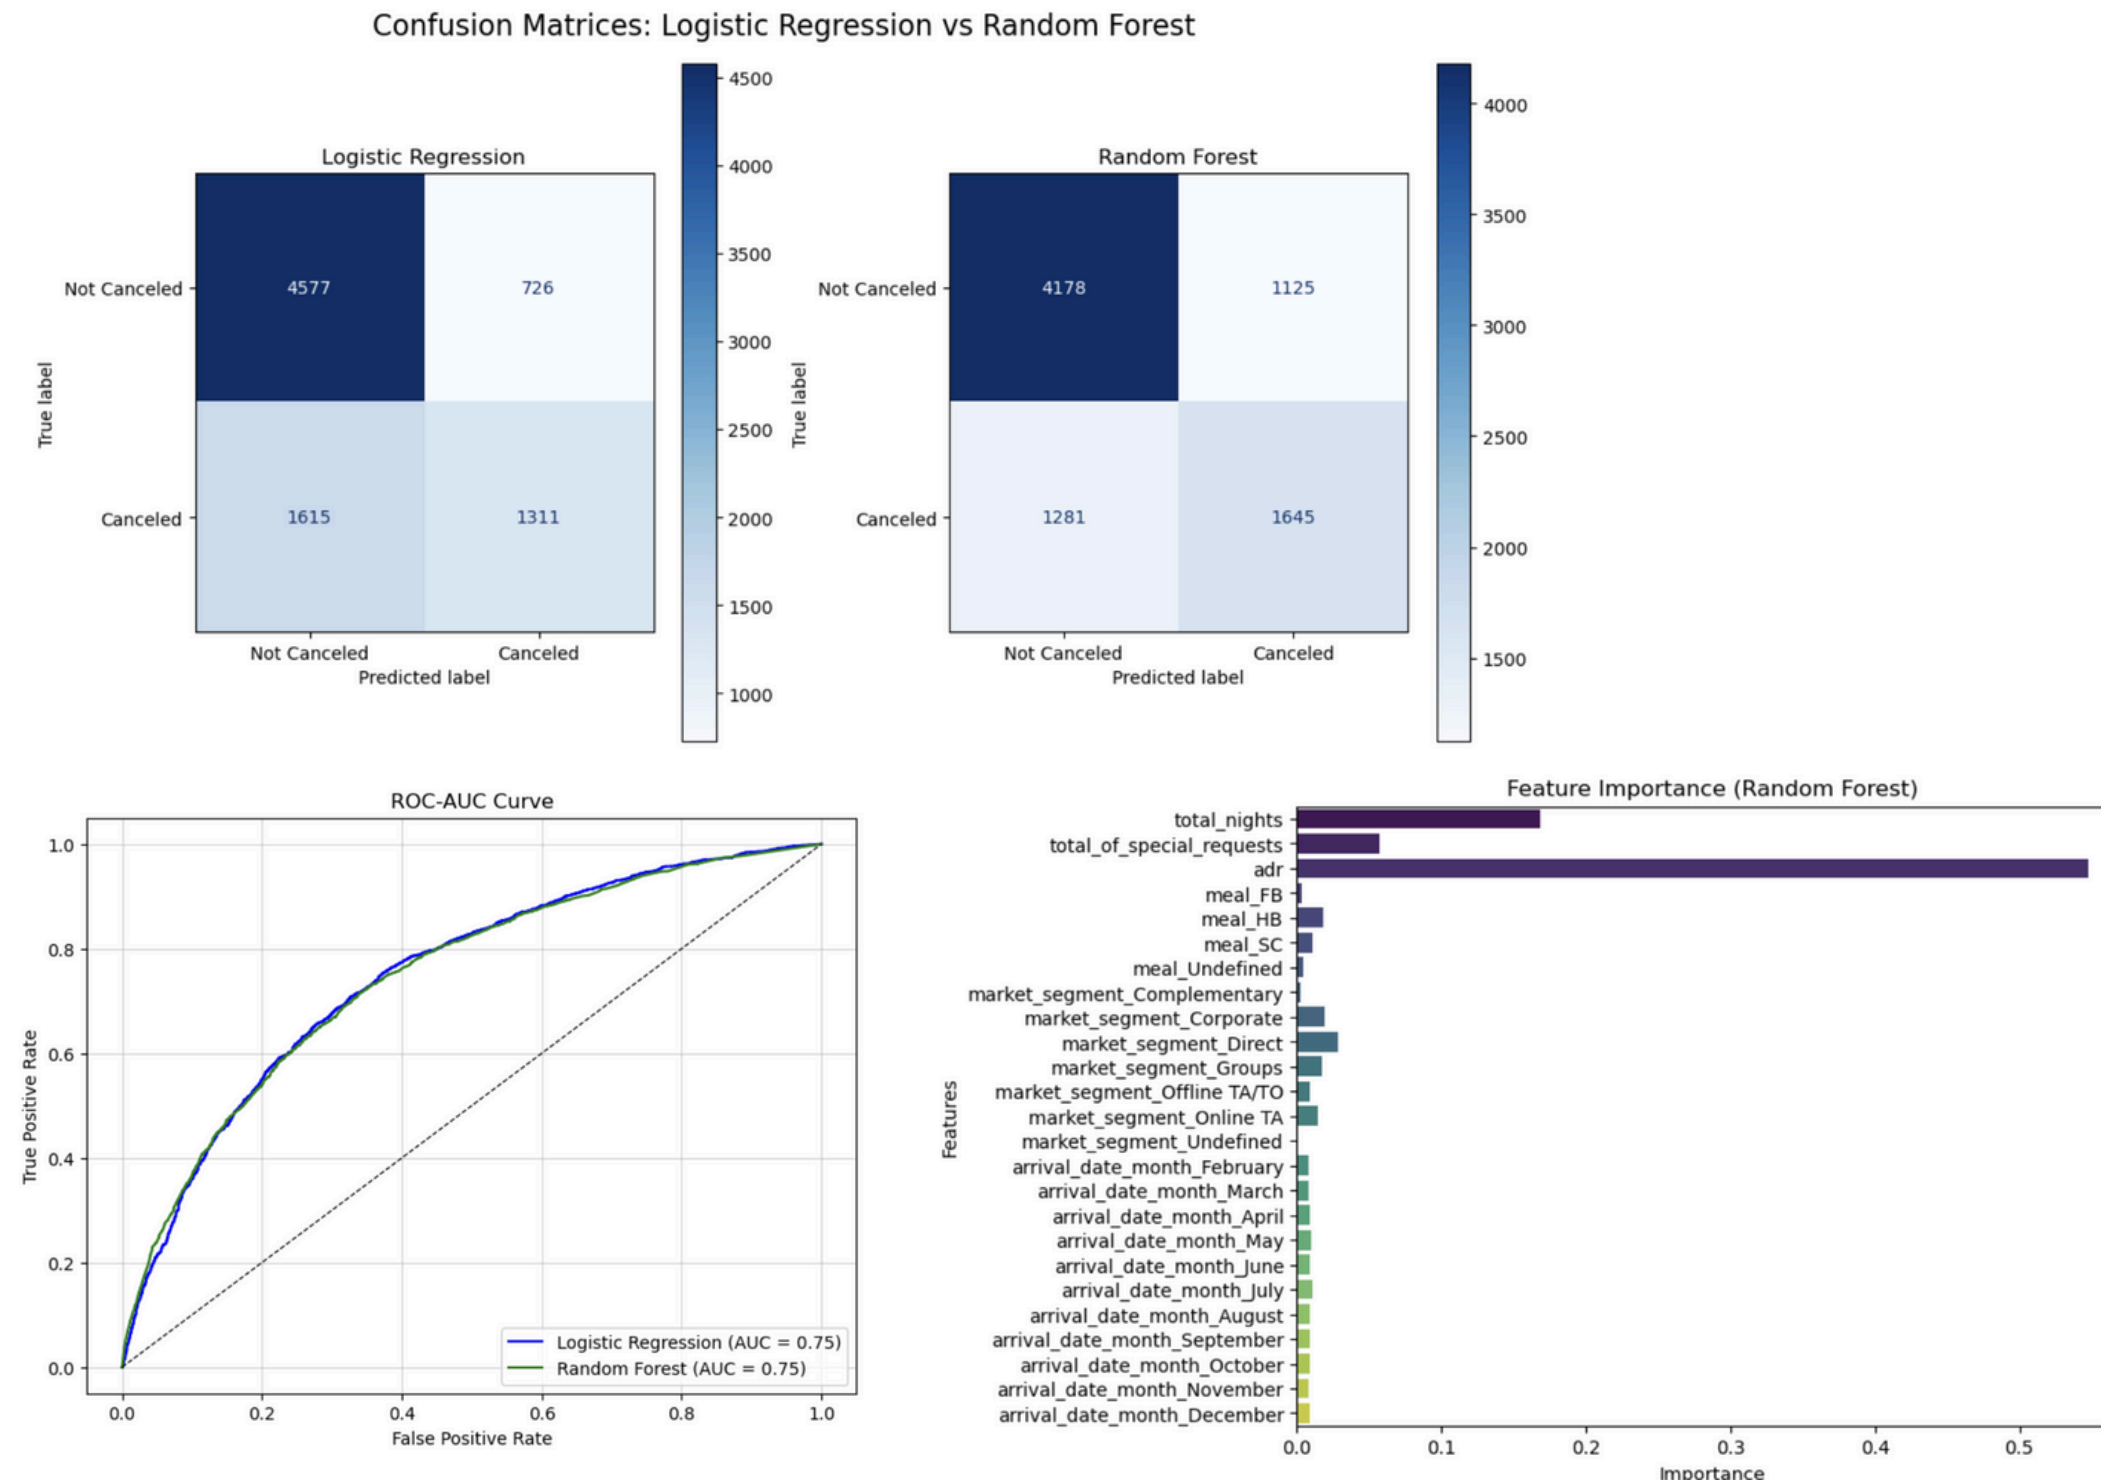 Confusion Matrices: Logistic Regression vs Random Forest
Logistic Regression
True label
Not Canceled
Canceled
4577
726
1615
1311
Not Canceled
Canceled
Predicted label
4500
4000
3500
3000
2500
2000
1500
1000
Random Forest
True label
Not Canceled
Canceled
4178
1125
1281
1645
Not Canceled
Canceled
Predicted label
4000
3500
3000
2500
2000
1500
ROC-AUC Curve
True Positive Rate
1.0
0.8
0.6
0.4
0.2
0.0
Logistic Regression (AUC = 0.75)
Random Forest (AUC = 0.75)
0.0 0.2 0.4 0.6 0.8 1.0
False Positive Rate
Feature Importance (Random Forest)
Features
total_nights
total_of_special_requests
adr
meal_FB
meal_HB
meal_SC
meal_Undefined
market_segment_Complementary
market_segment_Corporate
market_segment_Direct
market_segment_Groups
market_segment_Offline TA/TO
market_segment_Online TA
market_segment_Undefined
arrival_date_month_February
arrival_date_month_March
arrival_date_month_April
arrival_date_month_May
arrival_date_month_June
arrival_date_month_July
arrival_date_month_August
arrival_date_month_September
arrival_date_month_October
arrival_date_month_November
arrival_date_month_December
0.0 0.1 0.2 0.3 0.4 0.5
Importance